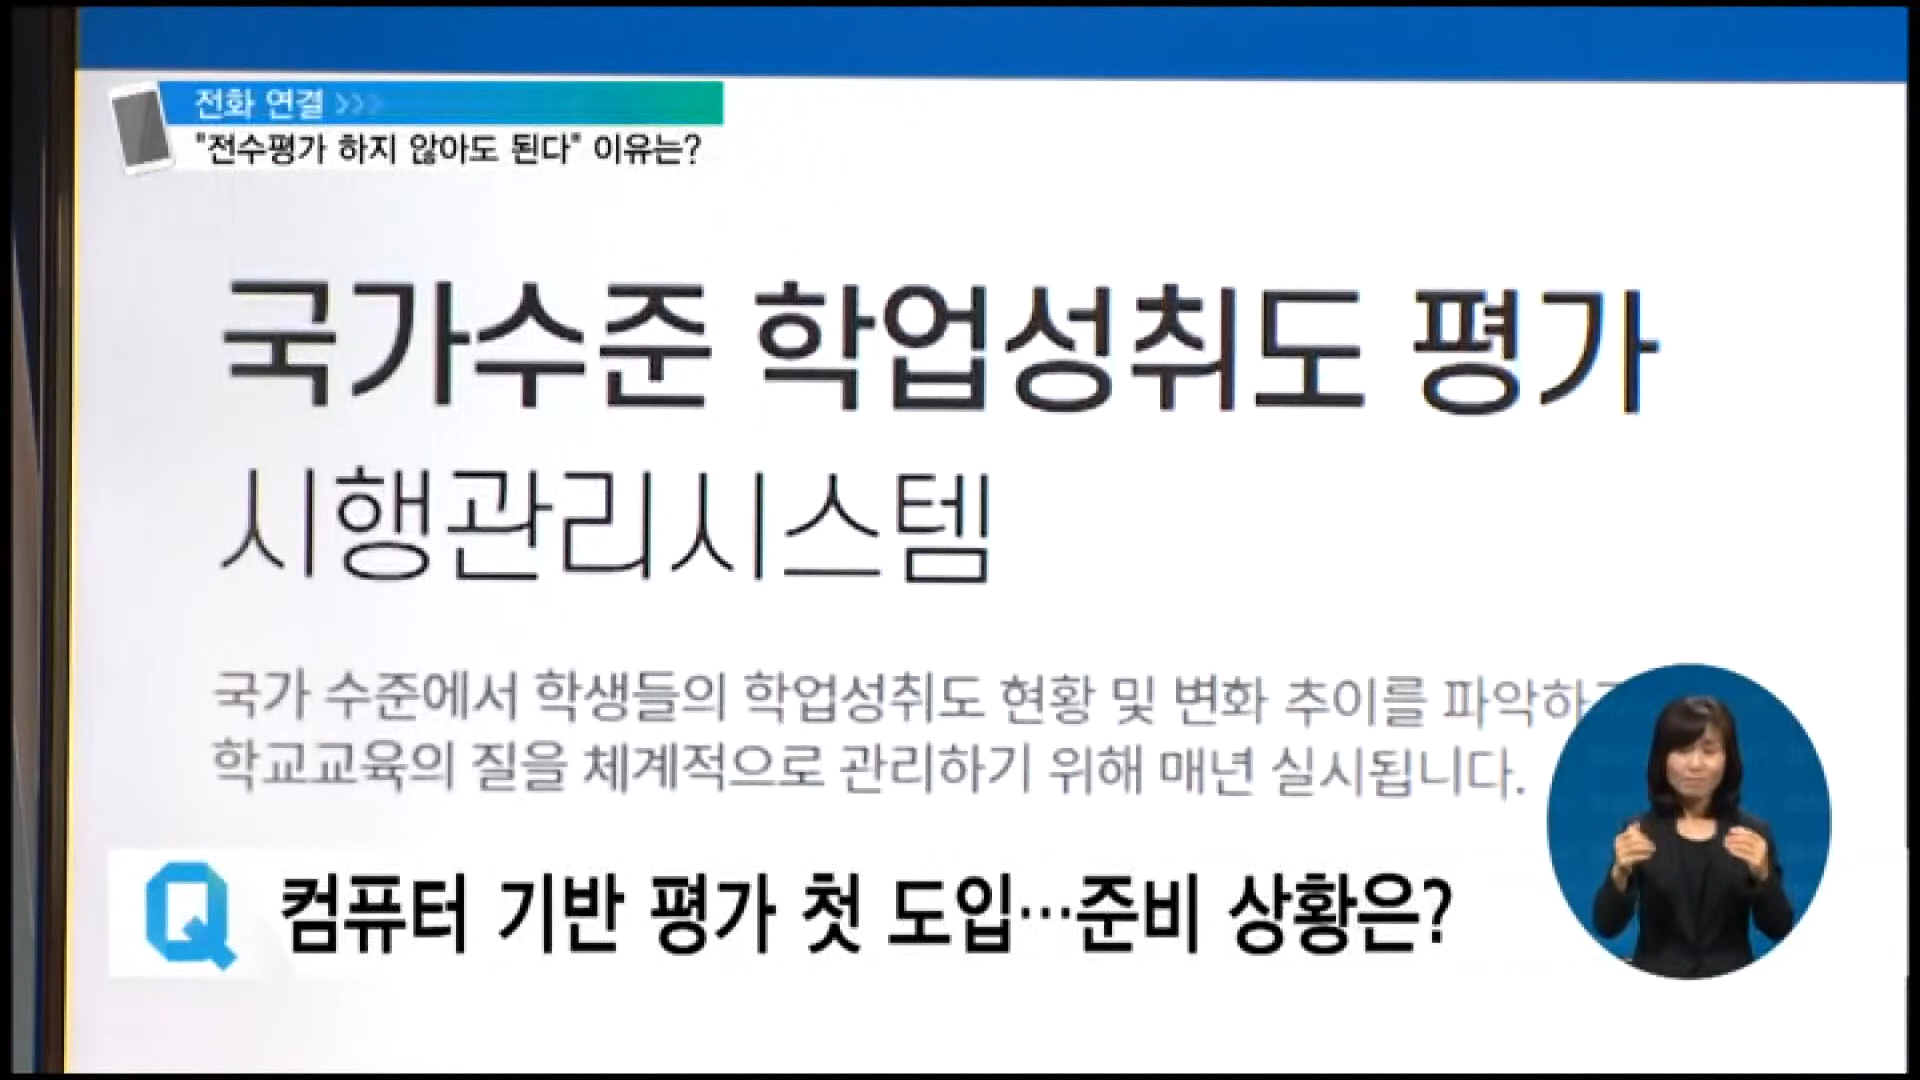 전화 연결 >>>
"전수평가 하지 않아도 된다" 이유는?
국가수준 학업성취도 평가
시행관리시스템
국가 수준에서 학생들의 학업성취도 현황 및 변화 추이를
학교교육의 질을 체계적으로 관리하기 위해 매년 실시됩니다.
Q 컴퓨터 기반 평가 첫 도입…준비 상황은?